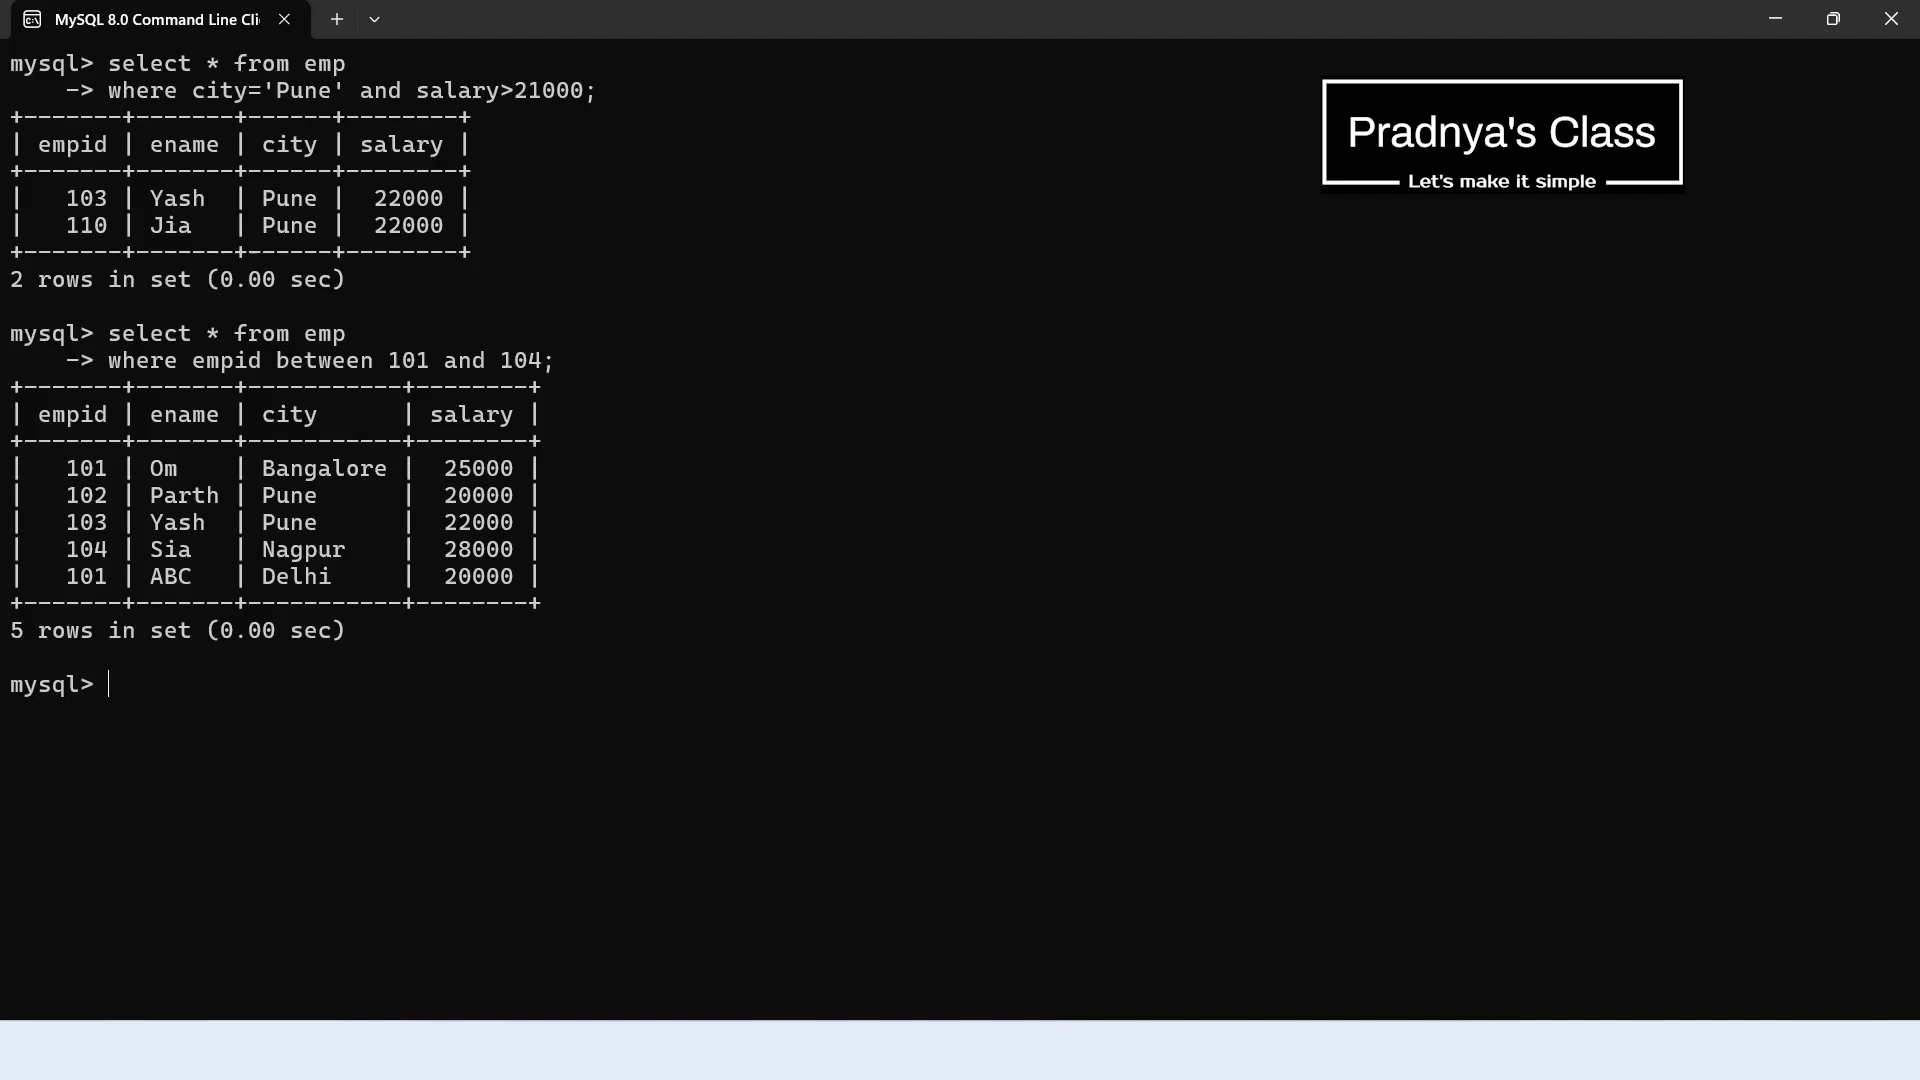 MySQL 8.0 Command Line Cli
mysql> select * from emp
    -> where city='Pune' and salary>21000;
+-------+-------+------+--------+
| empid | ename | city | salary |
+-------+-------+------+--------+
|   103 | Yash  | Pune |  22000 |
|   110 | Jia   | Pune |  22000 |
+-------+-------+------+--------+
2 rows in set (0.00 sec)
mysql> select * from emp
    -> where empid between 101 and 104;
+-------+-------+-----------+--------+
| empid | ename | city      | salary |
+-------+-------+-----------+--------+
|   101 | Om    | Bangalore |  25000 |
|   102 | Parth | Pune      |  20000 |
|   103 | Yash  | Pune      |  22000 |
|   104 | Sia   | Nagpur    |  28000 |
|   101 | ABC   | Delhi     |  20000 |
+-------+-------+-----------+--------+
5 rows in set (0.00 sec)
mysql>
Pradnya's Class
Let's make it simple